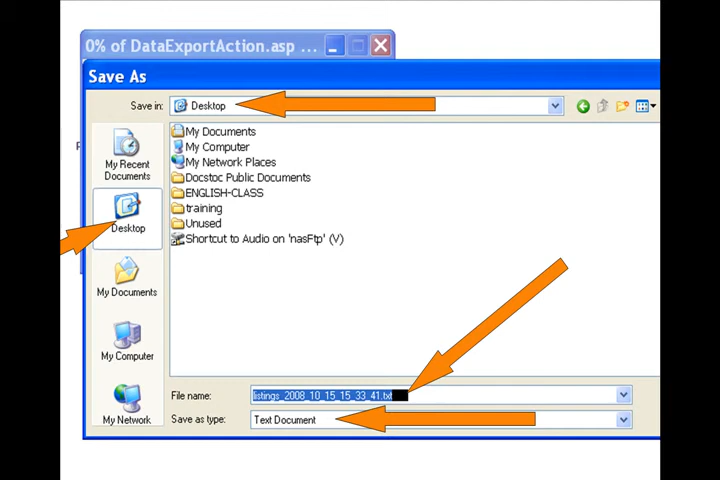 0% of DataExportAction.asp ...
Save As
Save in:
Desktop
My Recent
Documents
Desktop
My Documents
My Computer
My Network
My Documents
My Computer
My Network Places
Docstoc Public Documents
ENGLISH-CLASS
training
Unused
Shortcut to Audio on 'nasFtp' (V)
File name:
listings_2008_10_15_15_33_41.txt
Save as type:
Text Document